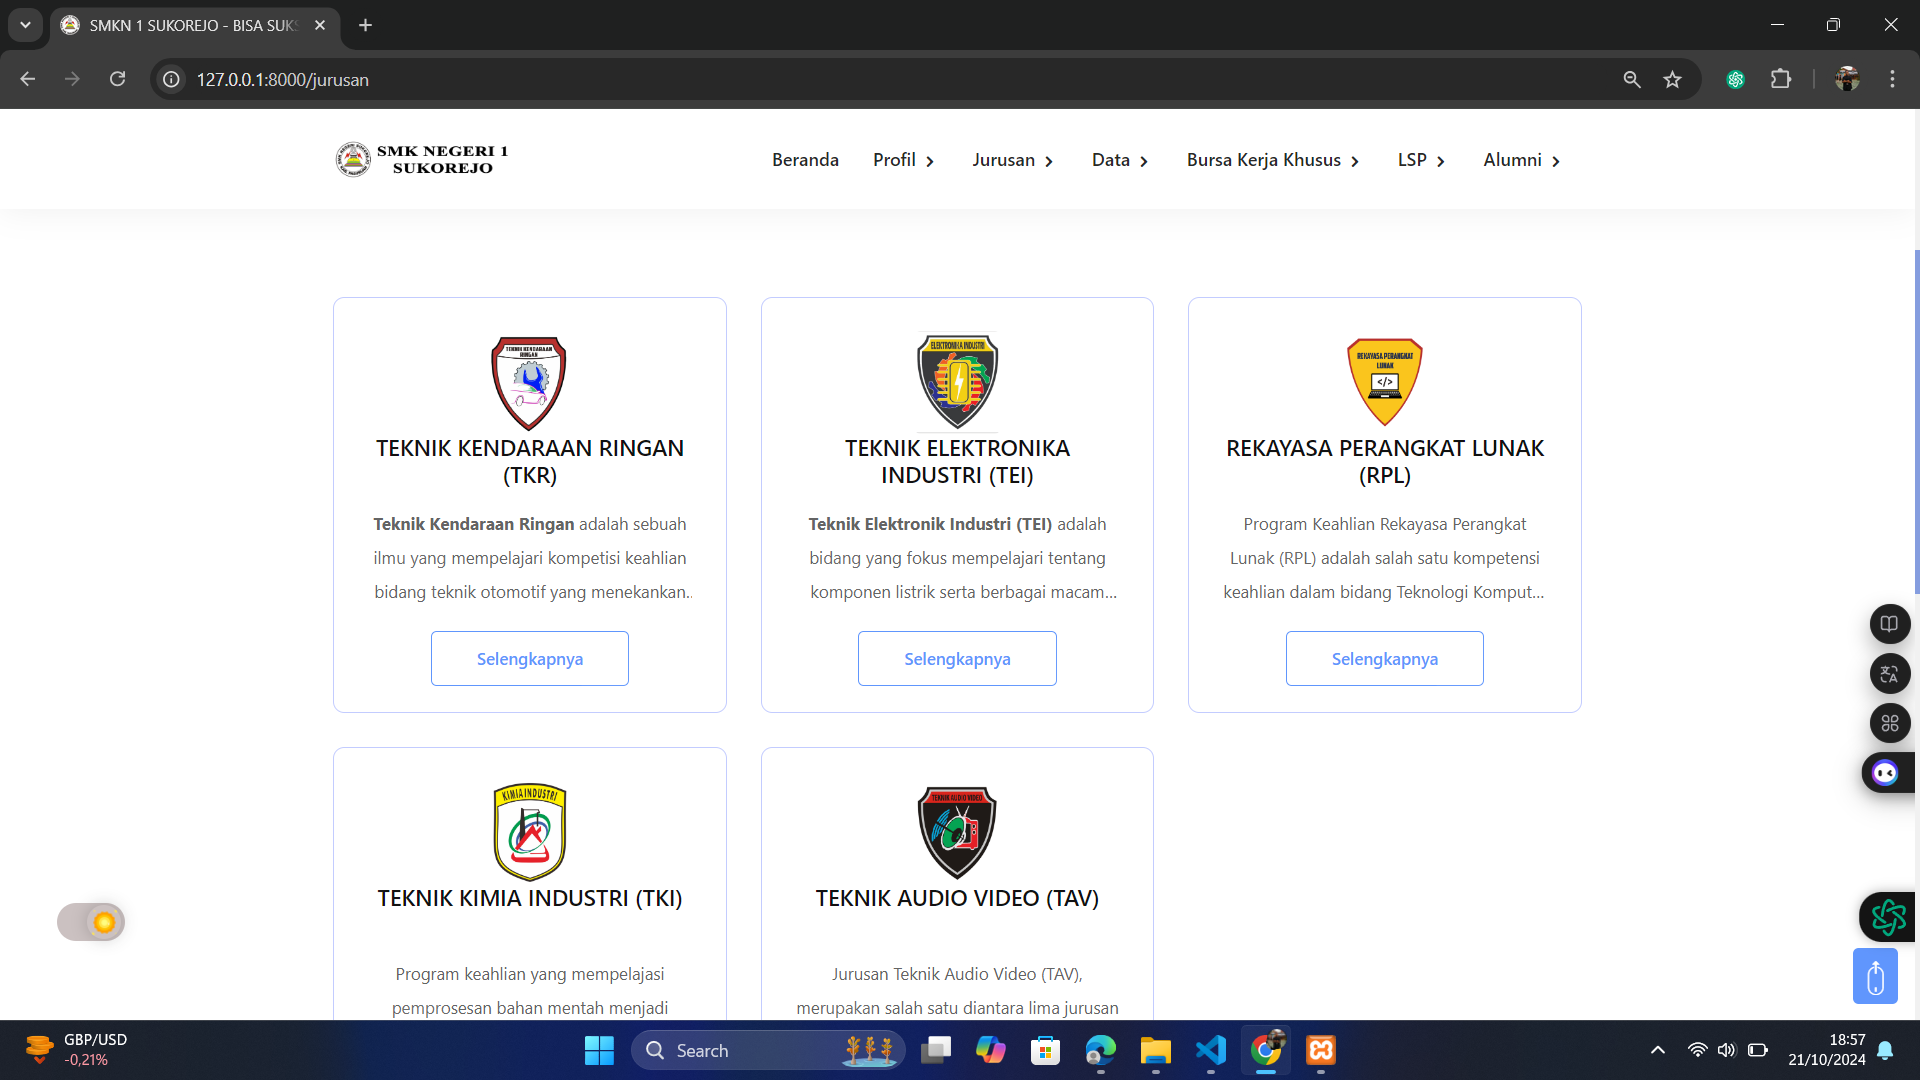 SMKN 1 SUKOREJO - BISA SUKS
127.0.0.1:8000/jurusan
SMK NEGERI 1
SUKOREJO
Beranda
Profil
Jurusan
Data
Bursa Kerja Khusus
LSP
Alumni
TEKNIK KENDARAAN
RINGAN
TEKNIK KENDARAAN RINGAN
(TKR)
Teknik Kendaraan Ringan adalah sebuah
ilmu yang mempelajari kompetisi keahlian
bidang teknik otomotif yang menekankan..
Selengkapnya
ELEKTRONIKA INDUSTRI
TEKNIK ELEKTRONIKA
INDUSTRI (TEI)
Teknik Elektronik Industri (TEI) adalah
bidang yang fokus mempelajari tentang
komponen listrik serta berbagai macam...
Selengkapnya
REKAYASA PERANGKAT
LUNAK
</>
REKAYASA PERANGKAT LUNAK
(RPL)
Program Keahlian Rekayasa Perangkat
Lunak (RPL) adalah salah satu kompetensi
keahlian dalam bidang Teknologi Komput...
Selengkapnya
KIMIA INDUSTRI
TEKNIK KIMIA INDUSTRI (TKI)
Program keahlian yang mempelajasi
pemprosesan bahan mentah menjadi
TEKNIK AUDIO VIDEO
TEKNIK AUDIO VIDEO (TAV)
Jurusan Teknik Audio Video (TAV),
merupakan salah satu diantara lima jurusan
GBP/USD
-0,21%
Search
18:57
21/10/2024